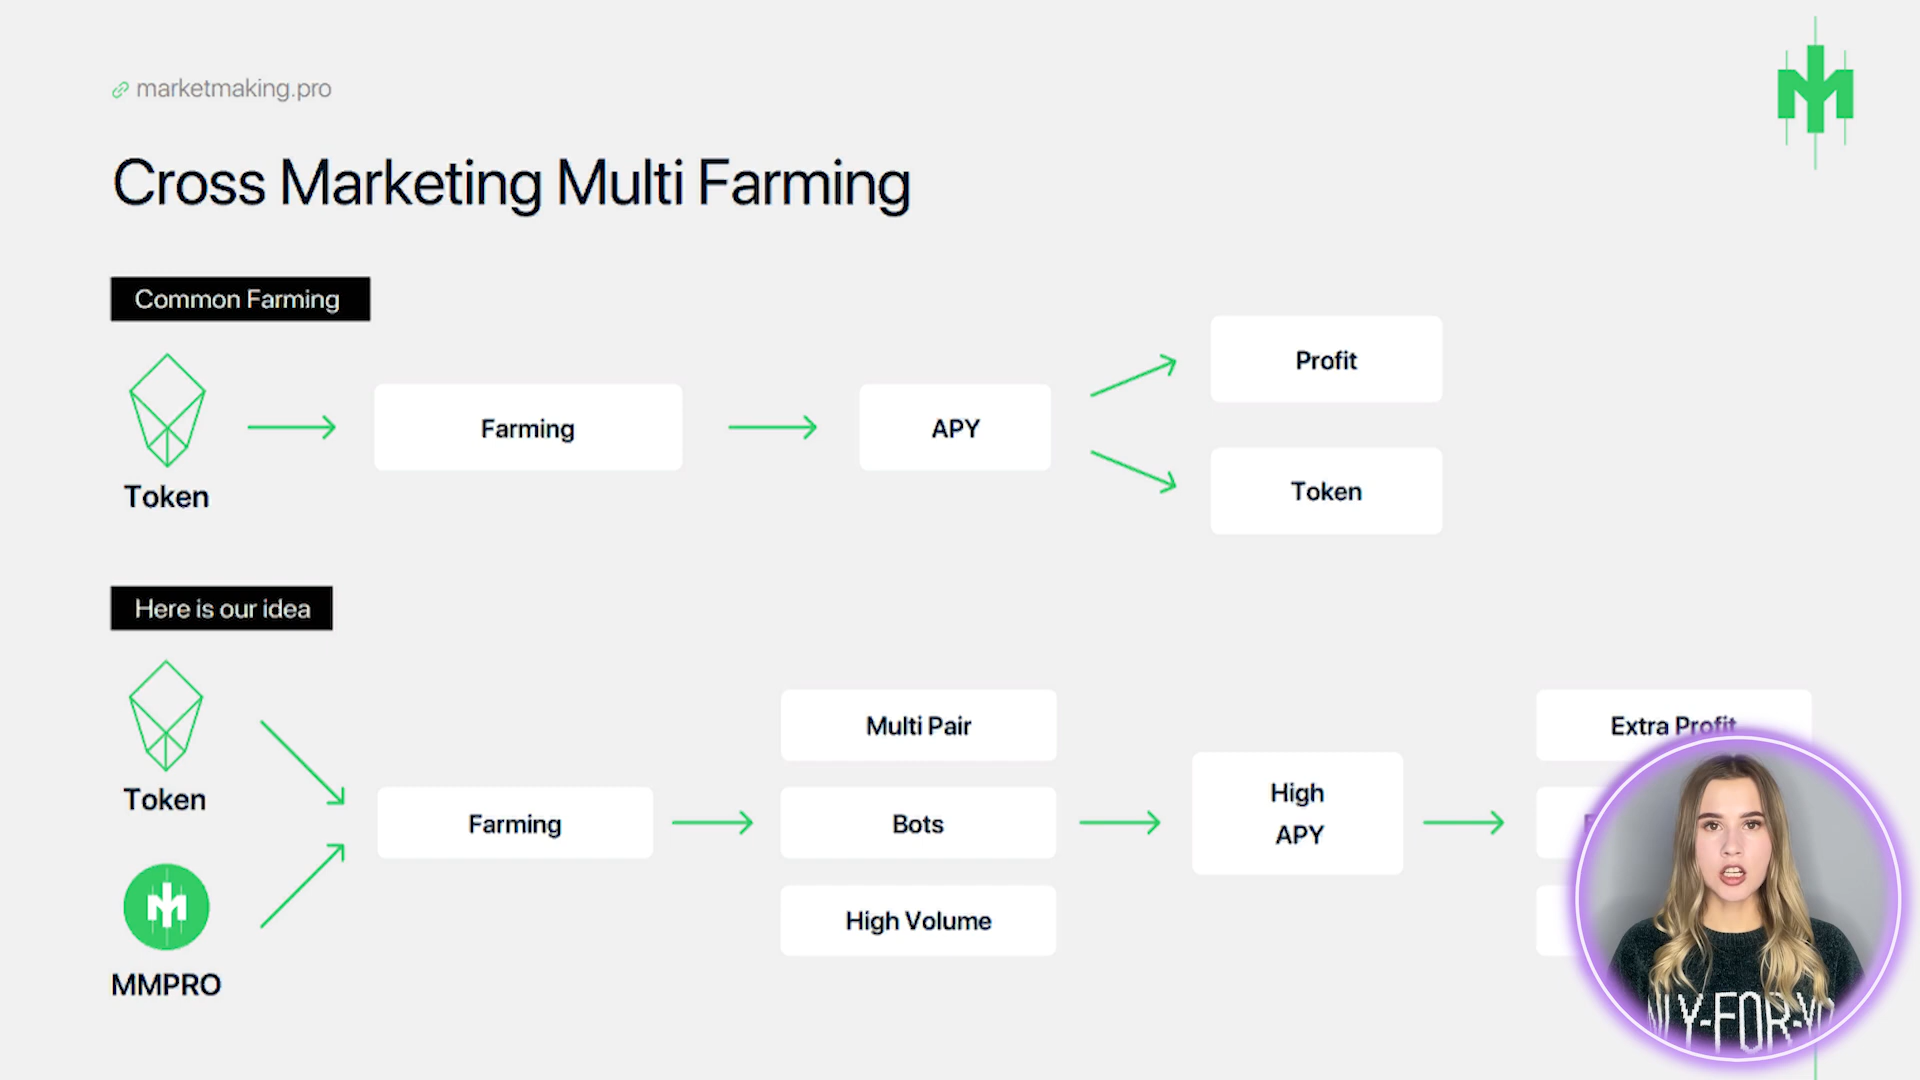 marketmaking.pro
Cross Marketing Multi Farming
Common Farming
Token
Farming
APY
Profit
Token
Here is our idea
Token
MMPRO
Farming
Multi Pair
Bots
High Volume
High
APY
Extra Profit